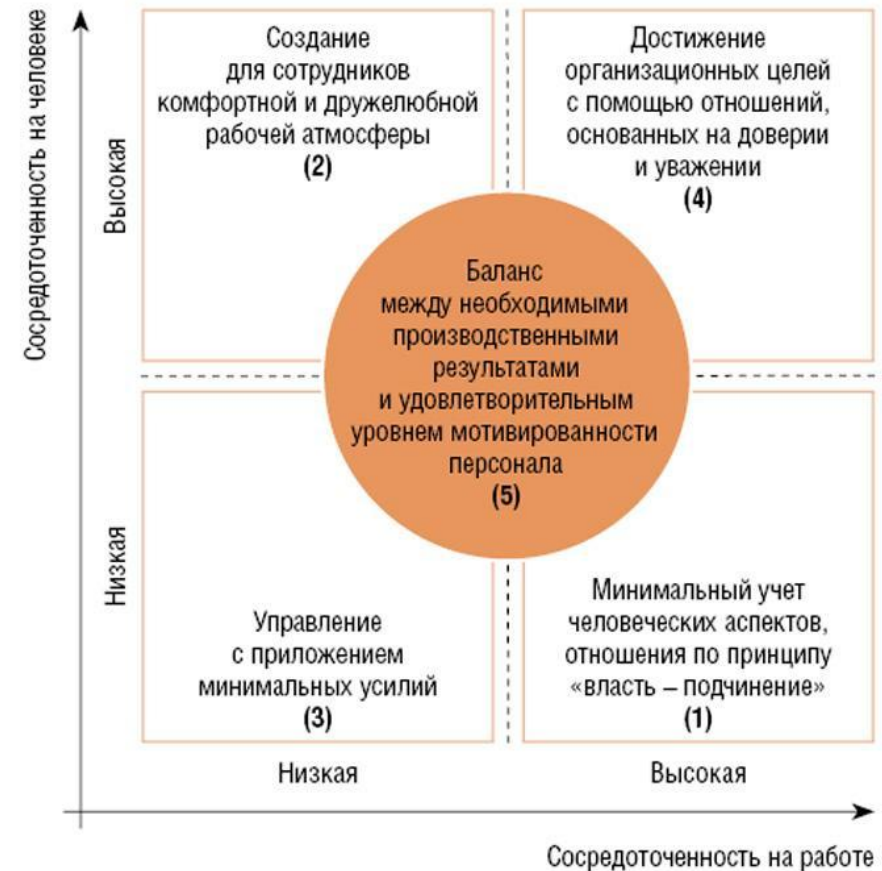 Сосредоточенность на человеке
Высокая
Низкая
Создание
для сотрудников
комфортной и дружелюбной
рабочей атмосферы
(2)
Достижение
организационных целей
с помощью отношений,
основанных на доверии
и уважении
(4)
Баланс
между необходимыми
производственными
результатами
и удовлетворительным
уровнем мотивированности
персонала
(5)
Управление
с приложением
минимальных усилий
(3)
Минимальный учет
человеческих аспектов,
отношения по принципу
«власть – подчинение»
(1)
Низкая
Высокая
Сосредоточенность на работе